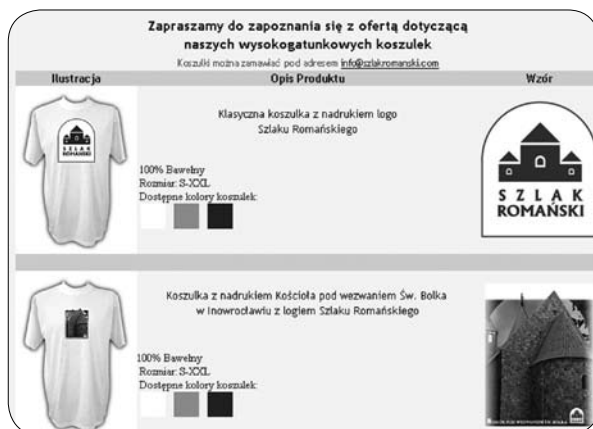 Zapraszamy do zapoznania się z ofertą dotyczącą
naszych wysokogatunkowych koszulek
Koszulki można zamawiać pod adresem info@szlakromanski.com
Ilustracja Opis Produktu Wzór
Klasyczna koszulka z nadrukiem logo
Szlaku Romańskiego
SZLAK
ROMAŃSKI
100% Bawełny
Rozmiar: S-XXL
Dostępne kolory koszulek:
SZLAK
ROMAŃSKI
Koszulka z nadrukiem Kościoła pod wezwaniem Św. Bolka
w Inowrocławiu z logiem Szlaku Romańskiego
100% Bawełny
Rozmiar: S-XXL
Dostępne kolory koszulek: